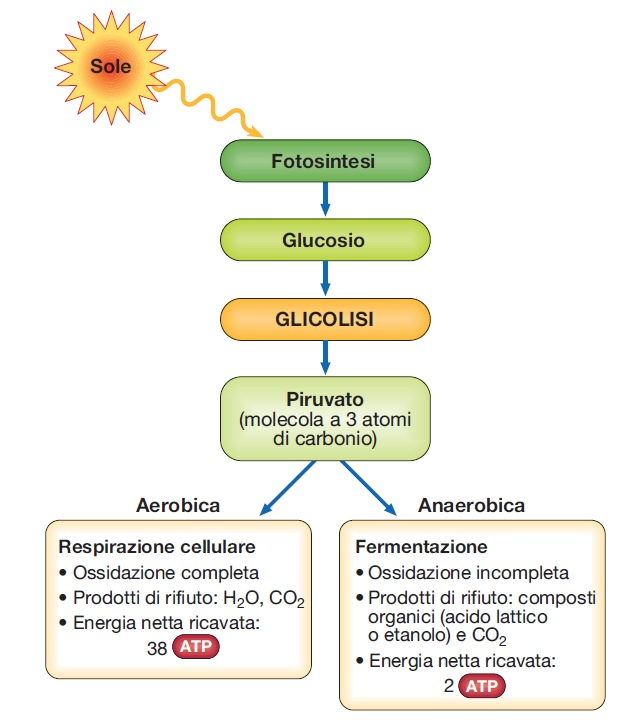 Sole
Fotosintesi
Glucosio
GLICOLISI
Piruvato
(molecola a 3 atomi
di carbonio)
Aerobica
Respirazione cellulare
• Ossidazione completa
• Prodotti di rifiuto: H₂O, CO₂
• Energia netta ricavata:
38 ATP
Anaerobica
Fermentazione
• Ossidazione incompleta
• Prodotti di rifiuto: composti
organici (acido lattico
o etanolo) e CO₂
• Energia netta ricavata:
2 ATP